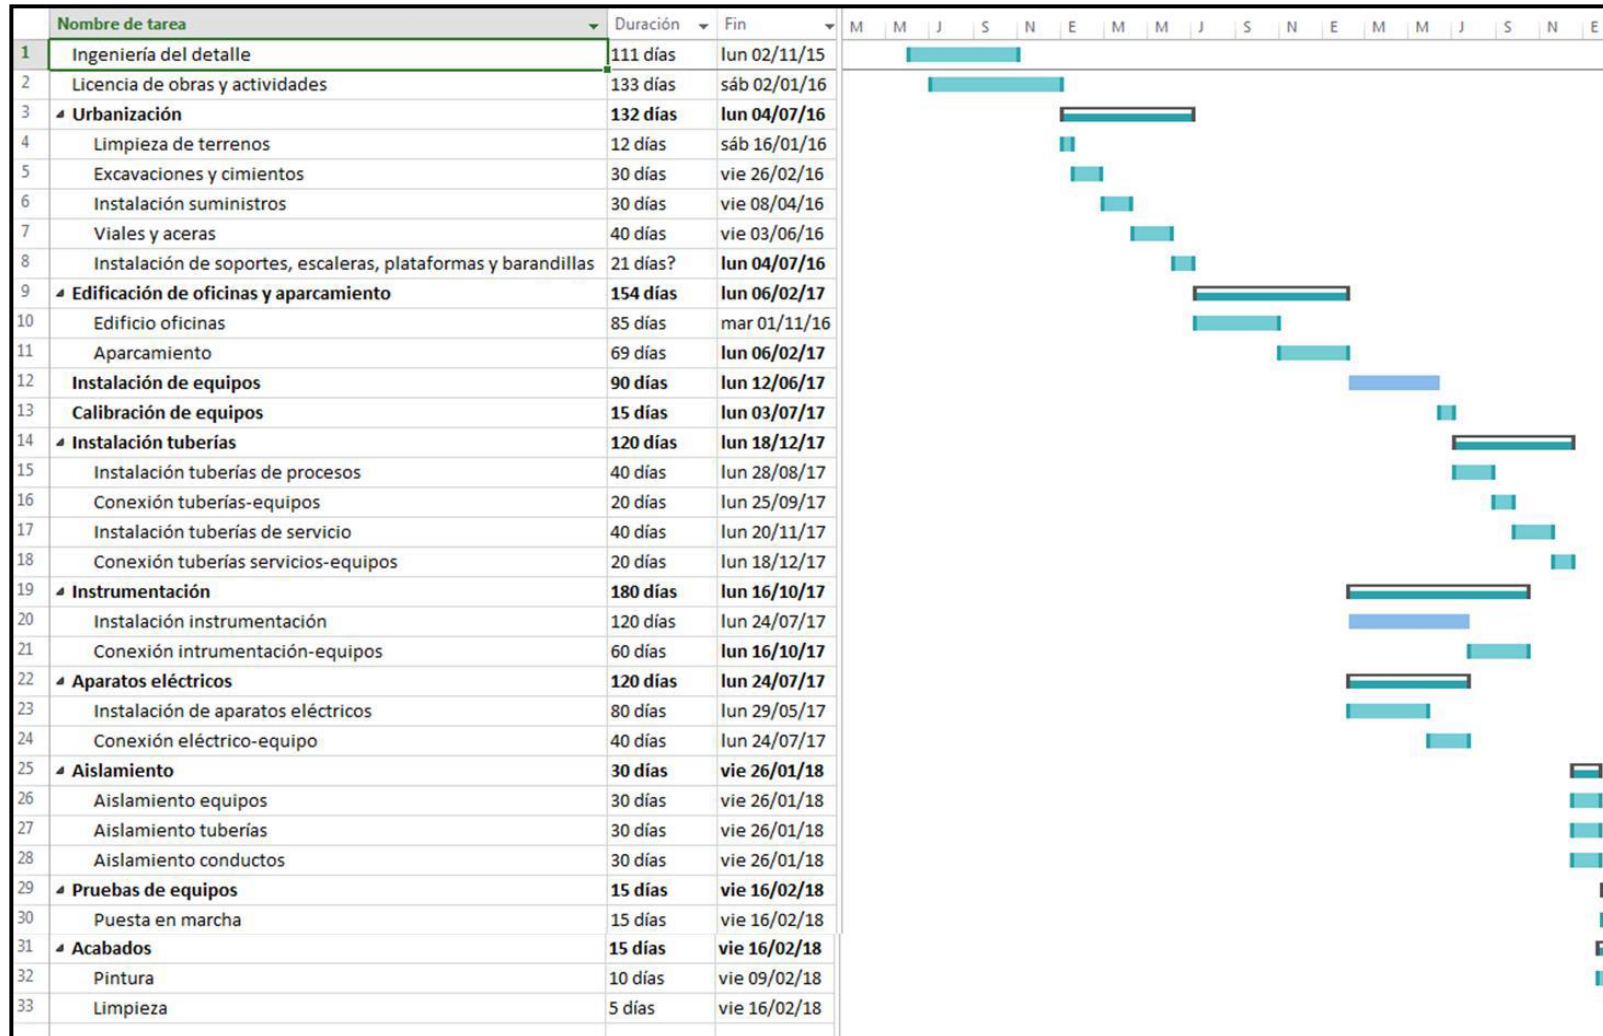 Nombre de tarea Duración Fin M M J S N E M M J S N E M M J S N E
1 Ingeniería del detalle 111 días lun 02/11/15
2 Licencia de obras y actividades 133 días sáb 02/01/16
3 Urbanización 132 días lun 04/07/16
4 Limpieza de terrenos 12 días sáb 16/01/16
5 Excavaciones y cimientos 30 días vie 26/02/16
6 Instalación suministros 30 días vie 08/04/16
7 Viales y aceras 40 días vie 03/06/16
8 Instalación de soportes, escaleras, plataformas y barandillas 21 días? lun 04/07/16
9 Edificación de oficinas y aparcamiento 154 días lun 06/02/17
10 Edificio oficinas 85 días mar 01/11/16
11 Aparcamiento 69 días lun 06/02/17
12 Instalación de equipos 90 días lun 12/06/17
13 Calibración de equipos 15 días lun 03/07/17
14 Instalación tuberías 120 días lun 18/12/17
15 Instalación tuberías de procesos 40 días lun 28/08/17
16 Conexión tuberías-equipos 20 días lun 25/09/17
17 Instalación tuberías de servicio 40 días lun 20/11/17
18 Conexión tuberías servicios-equipos 20 días lun 18/12/17
19 Instrumentación 180 días lun 16/10/17
20 Instalación instrumentación 120 días lun 24/07/17
21 Conexión intrumentación-equipos 60 días lun 16/10/17
22 Aparatos eléctricos 120 días lun 24/07/17
23 Instalación de aparatos eléctricos 80 días lun 29/05/17
24 Conexión eléctrico-equipo 40 días lun 24/07/17
25 Aislamiento 30 días vie 26/01/18
26 Aislamiento equipos 30 días vie 26/01/18
27 Aislamiento tuberías 30 días vie 26/01/18
28 Aislamiento conductos 30 días vie 26/01/18
29 Pruebas de equipos 15 días vie 16/02/18
30 Puesta en marcha 15 días vie 16/02/18
31 Acabados 15 días vie 16/02/18
32 Pintura 10 días vie 09/02/18
33 Limpieza 5 días vie 16/02/18